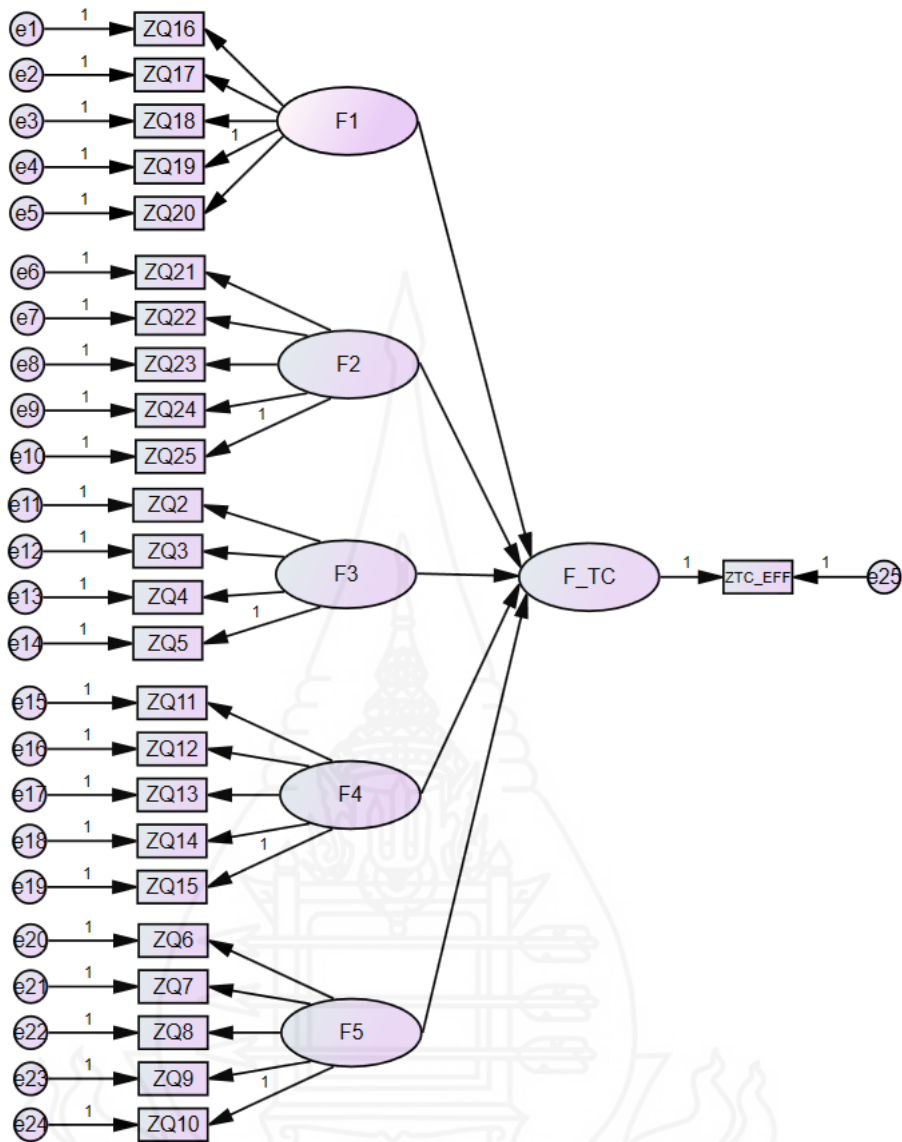 e1 1 ZQ16
e2 1 ZQ17
e3 1 ZQ18 1 F1
e4 1 ZQ19
e5 1 ZQ20
e6 1 ZQ21
e7 1 ZQ22
e8 1 ZQ23 F2
e9 1 ZQ24
e10 1 ZQ25 1
e11 1 ZQ2
e12 1 ZQ3 F3
e13 1 ZQ4
e14 1 ZQ5 1
F_TC 1 ZTC_EFF 1 e25
e15 1 ZQ11
e16 1 ZQ12
e17 1 ZQ13 F4
e18 1 ZQ14
e19 1 ZQ15 1
e20 1 ZQ6
e21 1 ZQ7
e22 1 ZQ8 F5
e23 1 ZQ9 1
e24 1 ZQ10